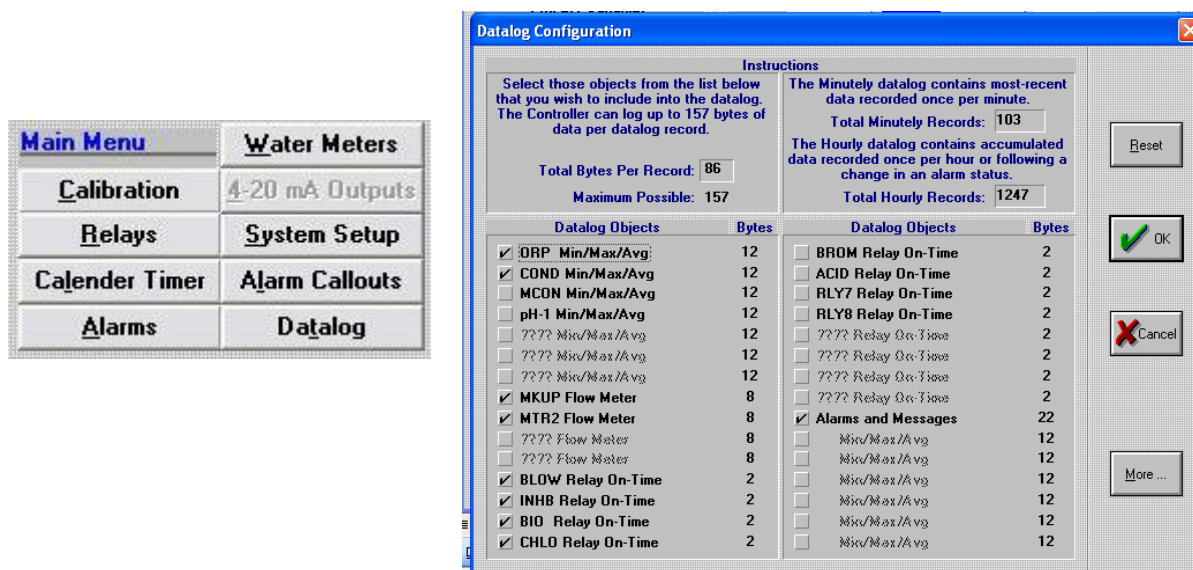 Main Menu
Water Meters
Calibration
4-20 mA Outputs
Relays
System Setup
Calender Timer
Alarm Callouts
Alarms
Datalog
Datalog Configuration
Instructions
Select those objects from the list below
that you wish to include into the datalog.
The Controller can log up to 157 bytes of
data per datalog record.
Total Bytes Per Record: 86
Maximum Possible: 157
The Minutely datalog contains most-recent
data recorded once per minute.
Total Minutely Records: 103
The Hourly datalog contains accumulated
data recorded once per hour or following a
change in an alarm status.
Total Hourly Records: 1247
Datalog Objects Bytes
ORP Min/Max/Avg 12
COND Min/Max/Avg 12
MCON Min/Max/Avg 12
pH-1 Min/Max/Avg 12
???? Min/Max/Avg 12
???? Min/Max/Avg 12
???? Min/Max/Avg 12
MKUP Flow Meter 8
MTR2 Flow Meter 8
???? Flow Meter 8
???? Flow Meter 8
BLOW Relay On-Time 2
INHB Relay On-Time 2
BIO Relay On-Time 2
CHLO Relay On-Time 2
Datalog Objects Bytes
BROM Relay On-Time 2
ACID Relay On-Time 2
RLY7 Relay On-Time 2
RLY8 Relay On-Time 2
???? Relay On-Time 2
???? Relay On-Time 2
???? Relay On-Time 2
???? Relay On-Time 2
Alarms and Messages 22
Min/Max/Avg 12
Min/Max/Avg 12
Min/Max/Avg 12
Min/Max/Avg 12
Min/Max/Avg 12
Min/Max/Avg 12
Reset
OK
Cancel
More ...